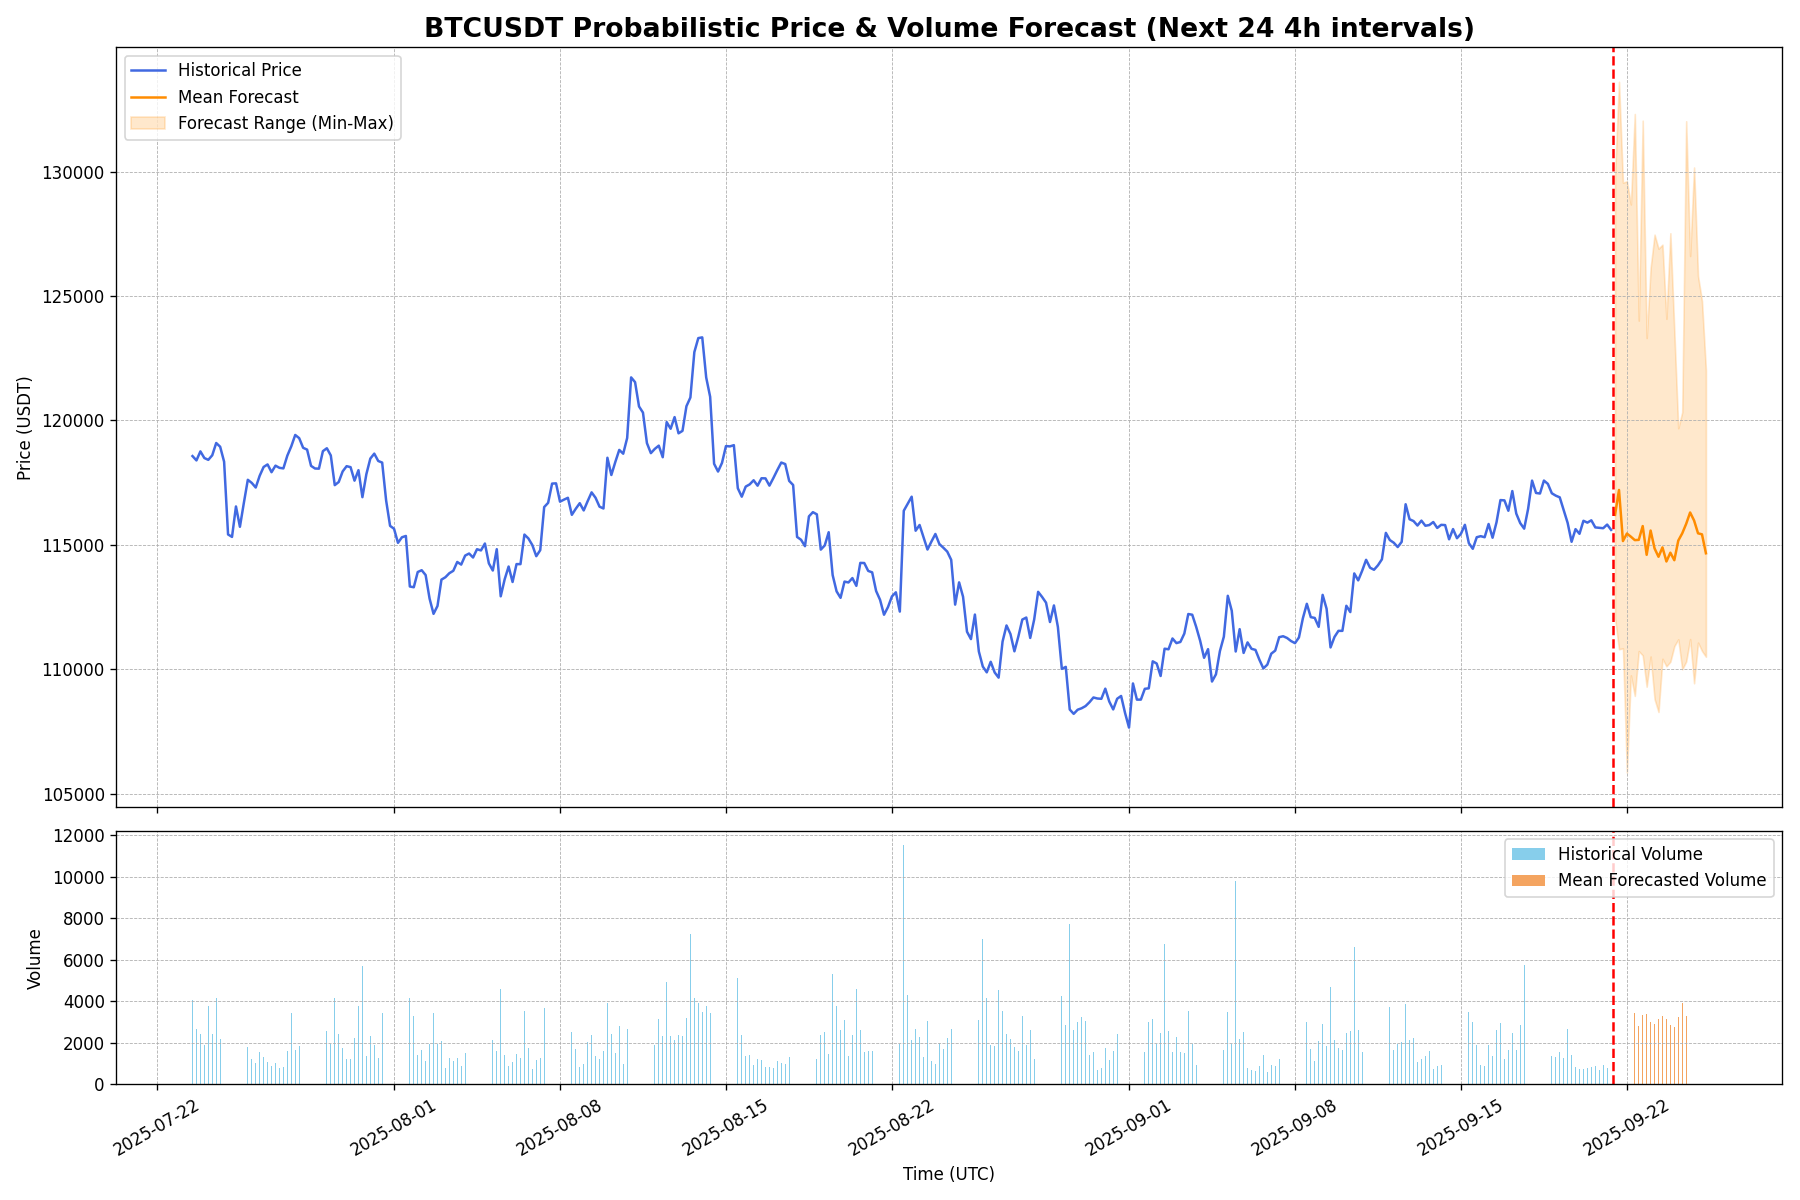 BTCUSDT Probabilistic Price & Volume Forecast (Next 24 4h intervals)
Historical Price
Mean Forecast
Forecast Range (Min-Max)
Price (USDT)
130000
125000
120000
115000
110000
105000
Historical Volume
Mean Forecasted Volume
Volume
12000
10000
8000
6000
4000
2000
0
2025-07-22
2025-08-01
2025-08-08
2025-08-15
2025-08-22
2025-09-01
2025-09-08
2025-09-15
2025-09-22
Time (UTC)